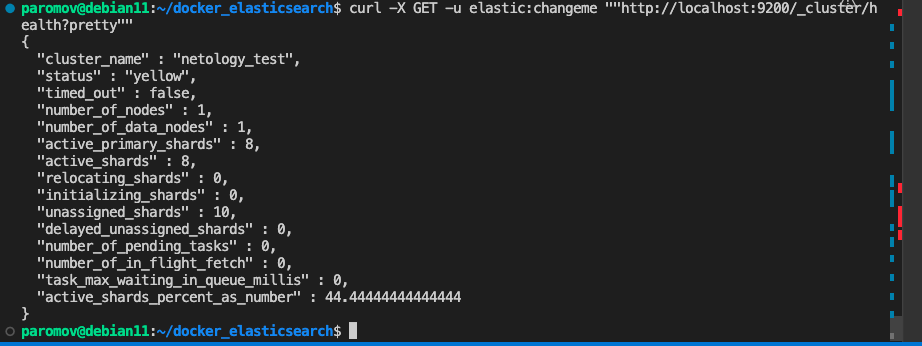 paromov@debian11:~/docker_elasticsearch$ curl -X GET -u elastic:changeme ""http://localhost:9200/_cluster/h
ealth?pretty""
{
  "cluster_name" : "netology_test",
  "status" : "yellow",
  "timed_out" : false,
  "number_of_nodes" : 1,
  "number_of_data_nodes" : 1,
  "active_primary_shards" : 8,
  "active_shards" : 8,
  "relocating_shards" : 0,
  "initializing_shards" : 0,
  "unassigned_shards" : 10,
  "delayed_unassigned_shards" : 0,
  "number_of_pending_tasks" : 0,
  "number_of_in_flight_fetch" : 0,
  "task_max_waiting_in_queue_millis" : 0,
  "active_shards_percent_as_number" : 44.44444444444444
}
paromov@debian11:~/docker_elasticsearch$